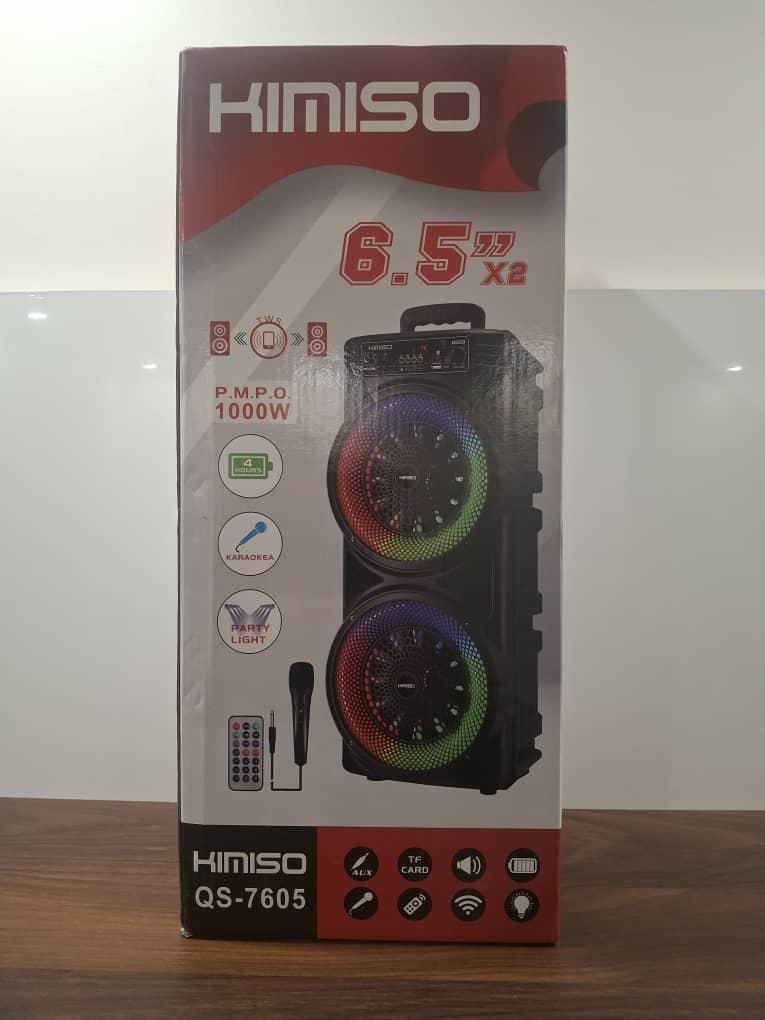 KIMISO
6.5" X2
TWS
P.M.P.O.
1000W
4
HOURS
KARAOKEA
PARTY
LIGHT
KIMISO
KIMISO
KIMISO
KIMISO
QS-7605
AUX
TF
CARD